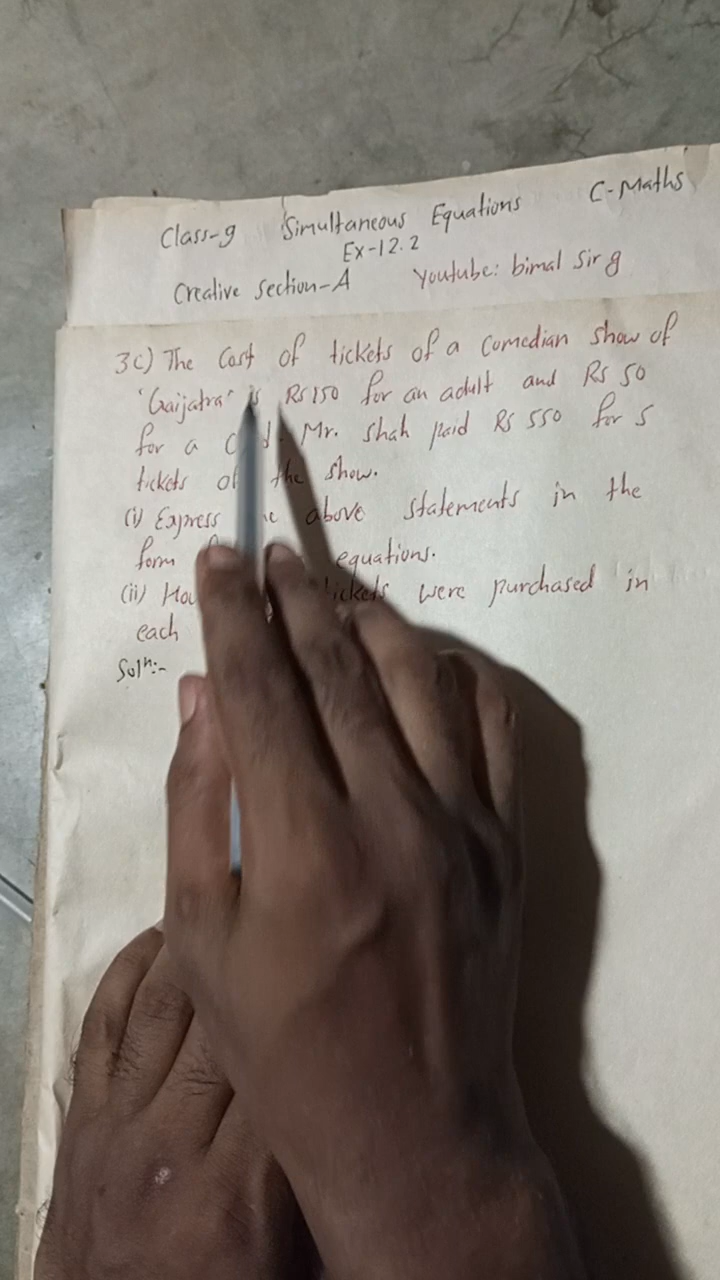 Class-9 Simultaneous Equations C-Maths
Ex-12.2
Creative Section-A Youtube: bimal Sir g
3c) The Cost of tickets of a Comedian Show of
'Gaijatra' is Rs 150 for an adult and Rs 50
for a Mr. Shah paid Rs 550 for 5
tickets of the show.
(i) Express above statements in the
form equations.
(ii) tickets were purchased in
each
Solⁿ:-